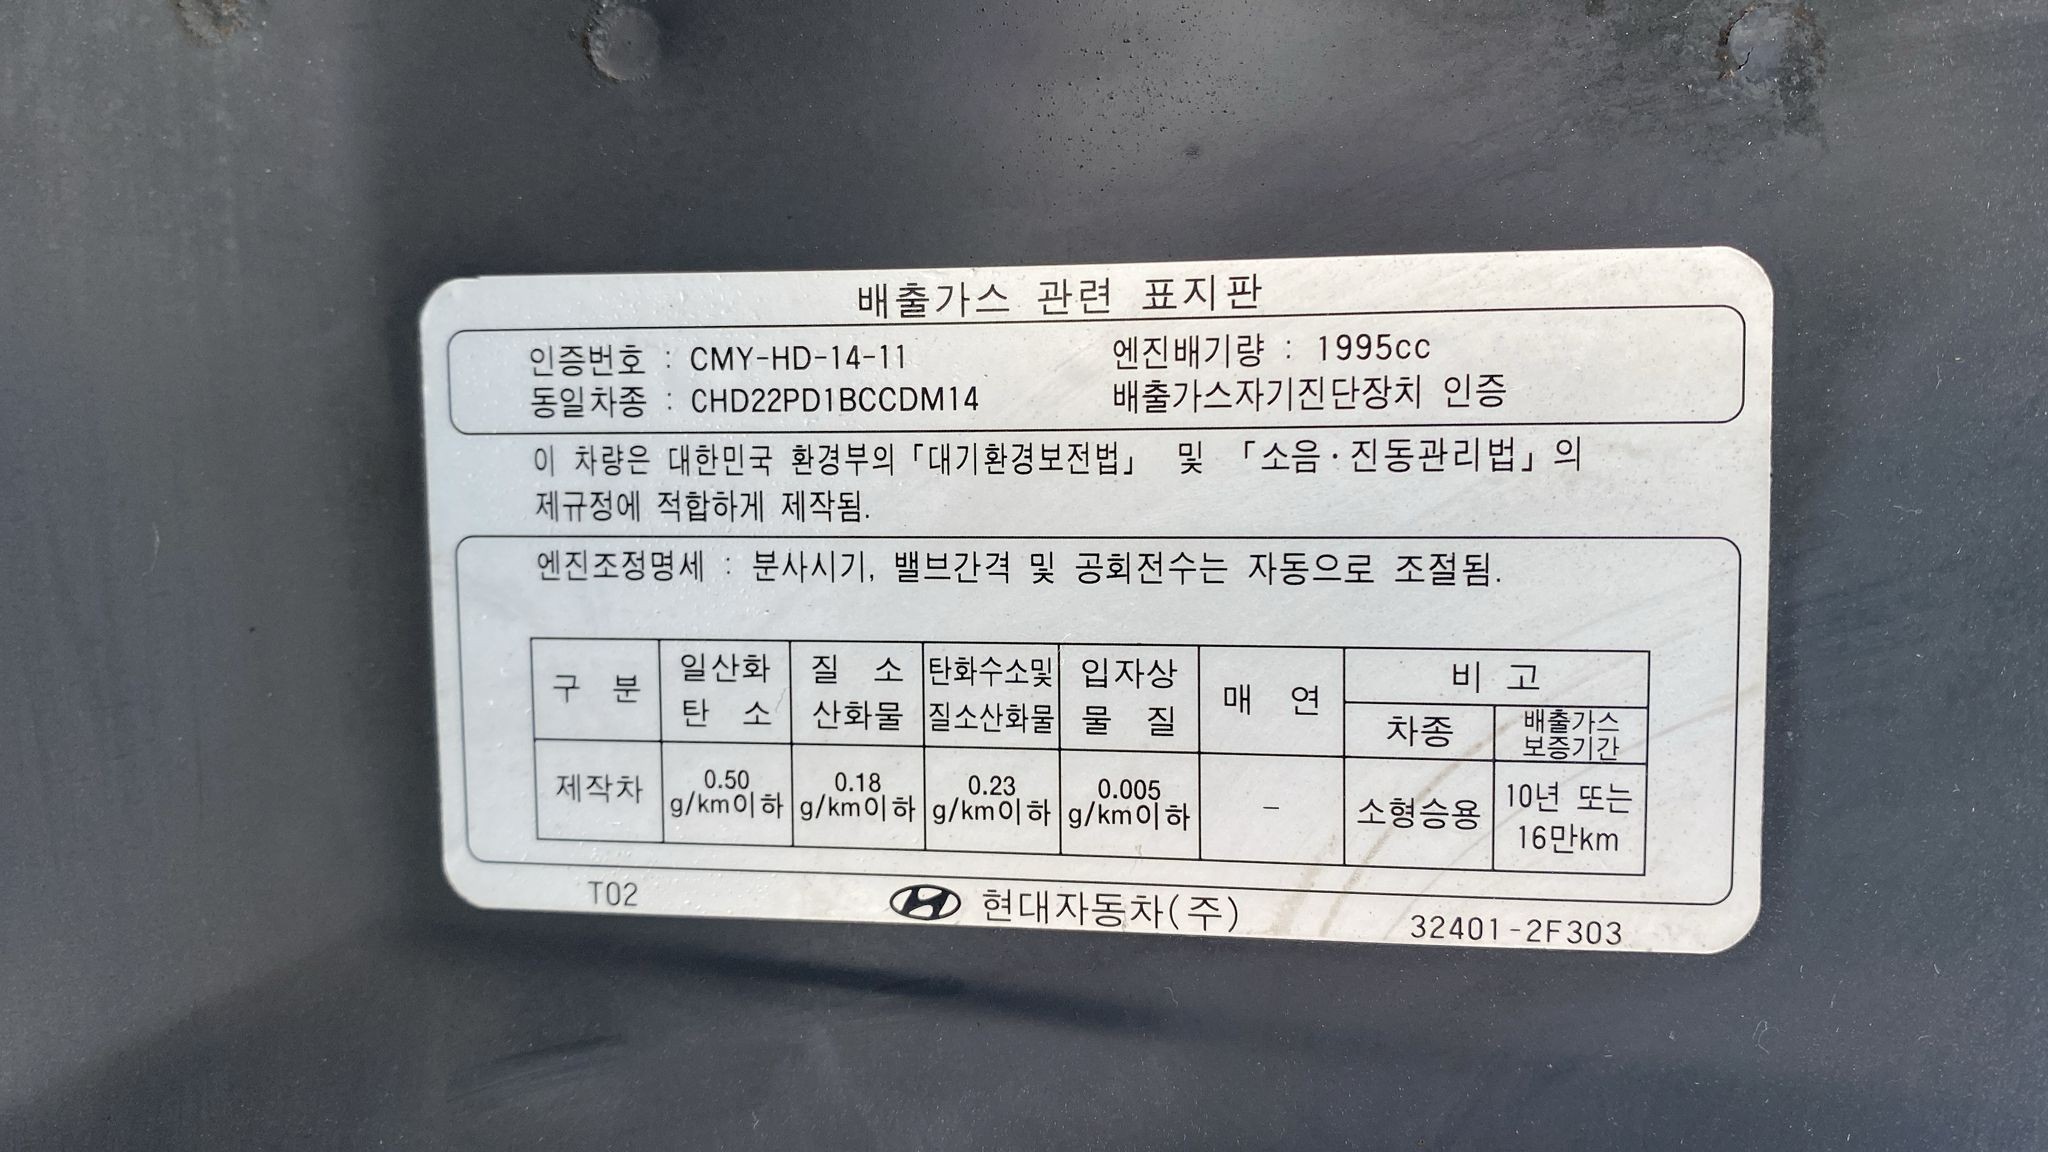 배출가스 관련 표지판
인증번호 : CMY-HD-14-11
엔진배기량 : 1995cc
동일차종 : CHD22PD1BCCDM14
배출가스자기진단장치 인증
이 차량은 대한민국 환경부의 「대기환경보전법」 및 「소음·진동관리법」의
제규정에 적합하게 제작됨.
엔진조정명세 : 분사시기, 밸브간격 및 공회전수는 자동으로 조절됨.
구 분
일산화
탄 소
질 소
산화물
탄화수소및
질소산화물
입자상
물 질
매 연
비 고
차종
배출가스
보증기간
제작차
0.50
g/km이하
0.18
g/km이하
0.23
g/km이하
0.005
g/km이하
–
소형승용
10년 또는
16만km
T02
현대자동차(주)
32401-2F303